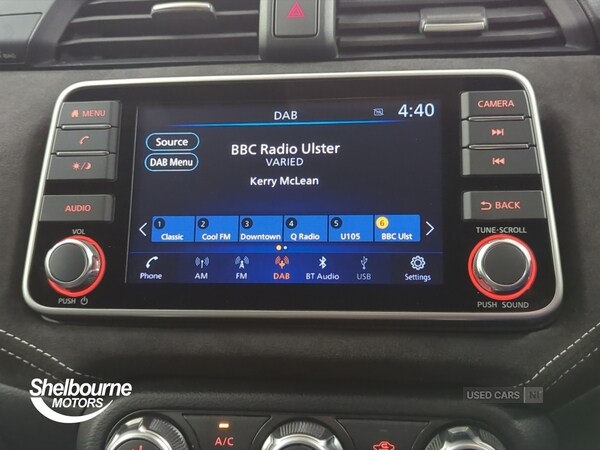 MENU
DAB
4:40
CAMERA
Source
DAB Menu
BBC Radio Ulster
VARIED
Kerry McLean
AUDIO
BACK
VOL
PUSH
TUNE·SCROLL
PUSH SOUND
1 Classic
2 Cool FM
3 Downtown
4 Q Radio
5 U105
6 BBC Ulst
Phone
AM
FM
DAB
BT Audio
USB
Settings
Shelbourne
MOTORS
USED CARS NI
A/C